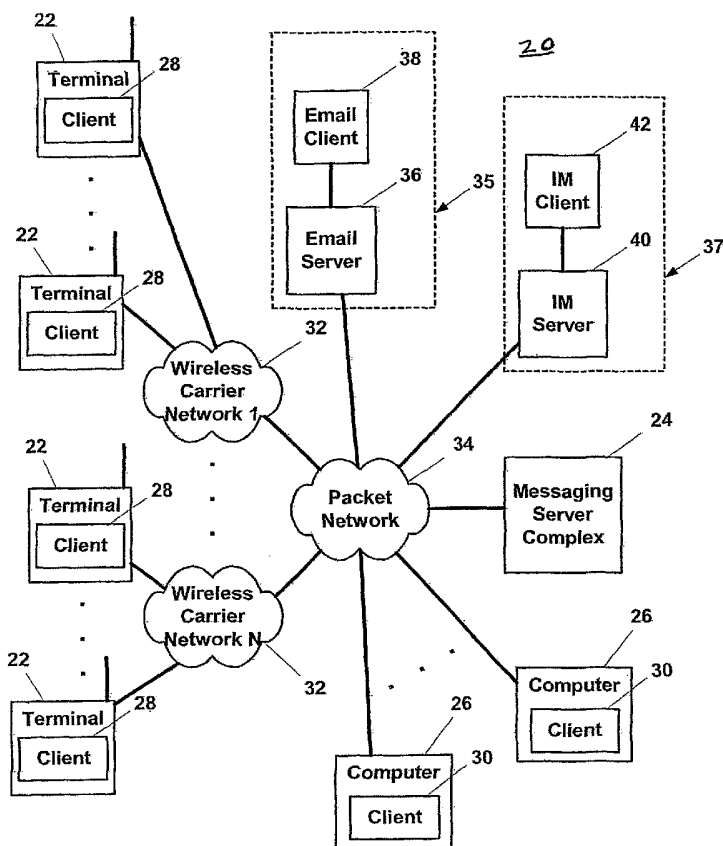 20
22
Terminal
28
Client
38
Email
Client
36
Email
Server
35
42
IM
Client
40
IM
Server
37
22
Terminal
28
Client
32
Wireless
Carrier
Network 1
22
Terminal
28
Client
34
Packet
Network
24
Messaging
Server
Complex
Wireless
Carrier
Network N
32
22
Terminal
28
Client
26
Computer
30
Client
26
Computer
30
Client